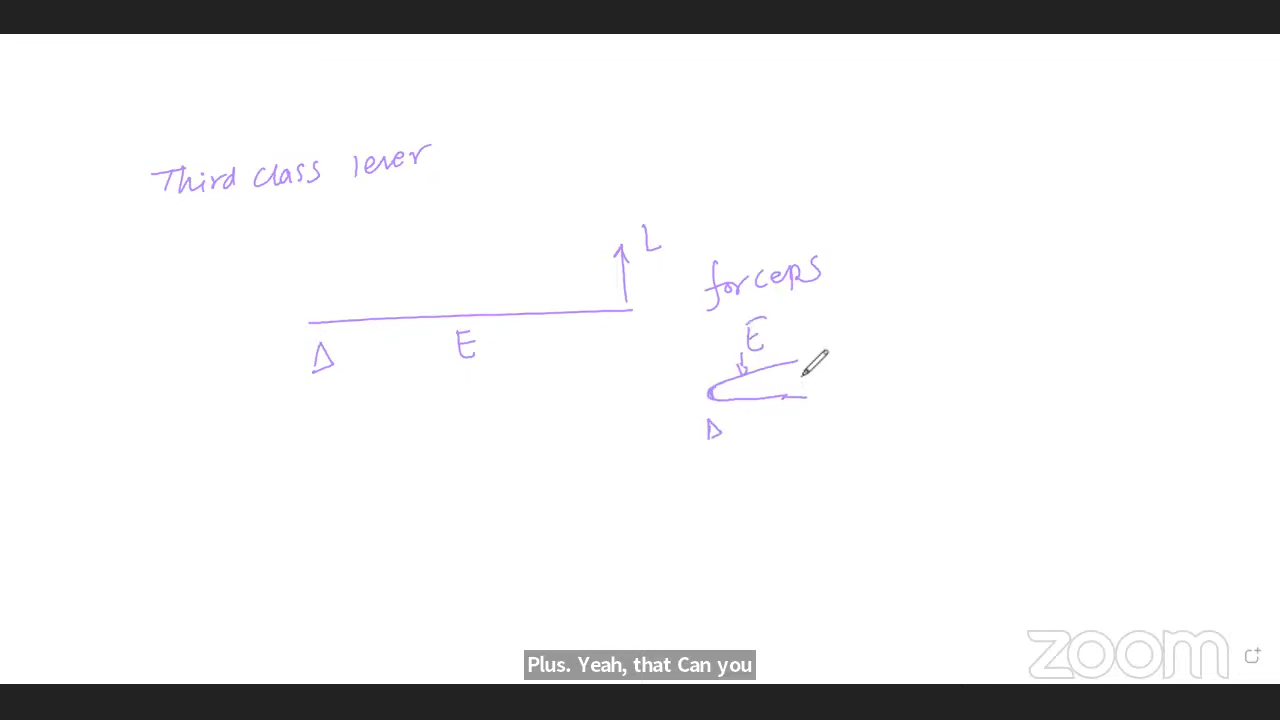 Third class lever
L
E
forceps
E
Plus. Yeah, that Can you
zoom